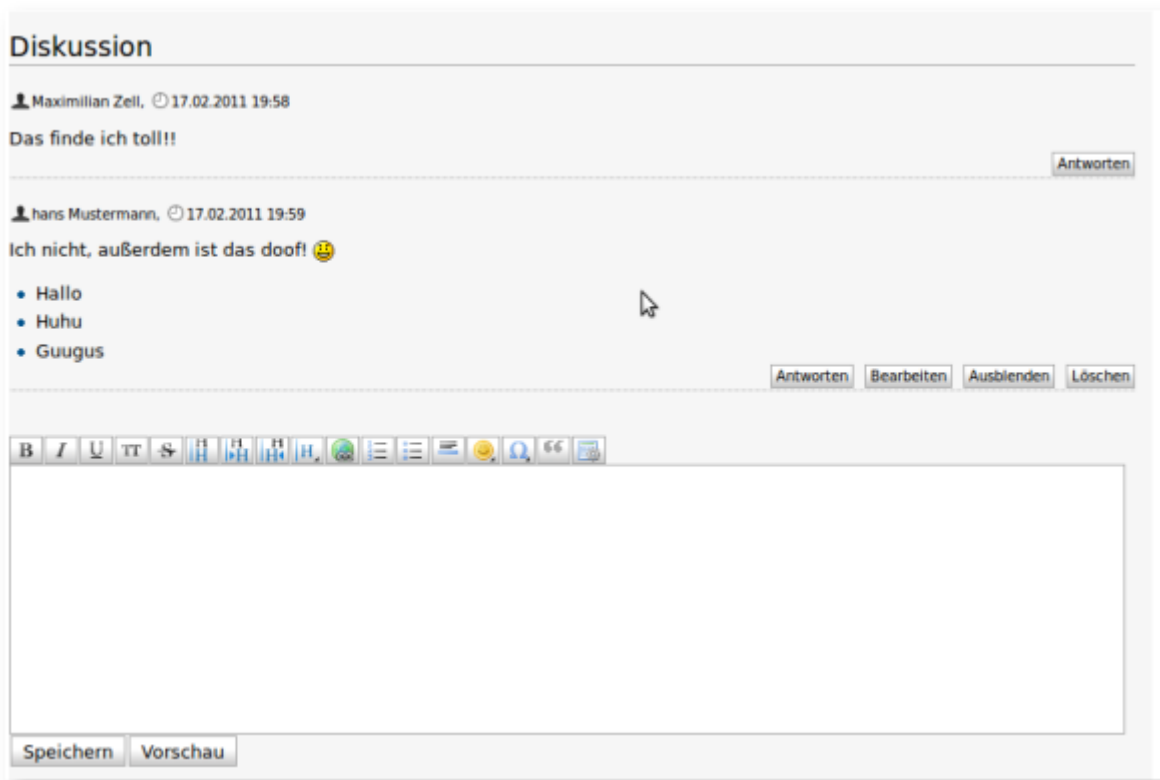 Diskussion
Maximilian Zell, 17.02.2011 19:58
Das finde ich toll!!
Antworten
hans Mustermann, 17.02.2011 19:59
Ich nicht, außerdem ist das doof!
Hallo
Huhu
Guugus
Antworten Bearbeiten Ausblenden Löschen
B I U TT S H H H H H H H Ω “
Speichern Vorschau